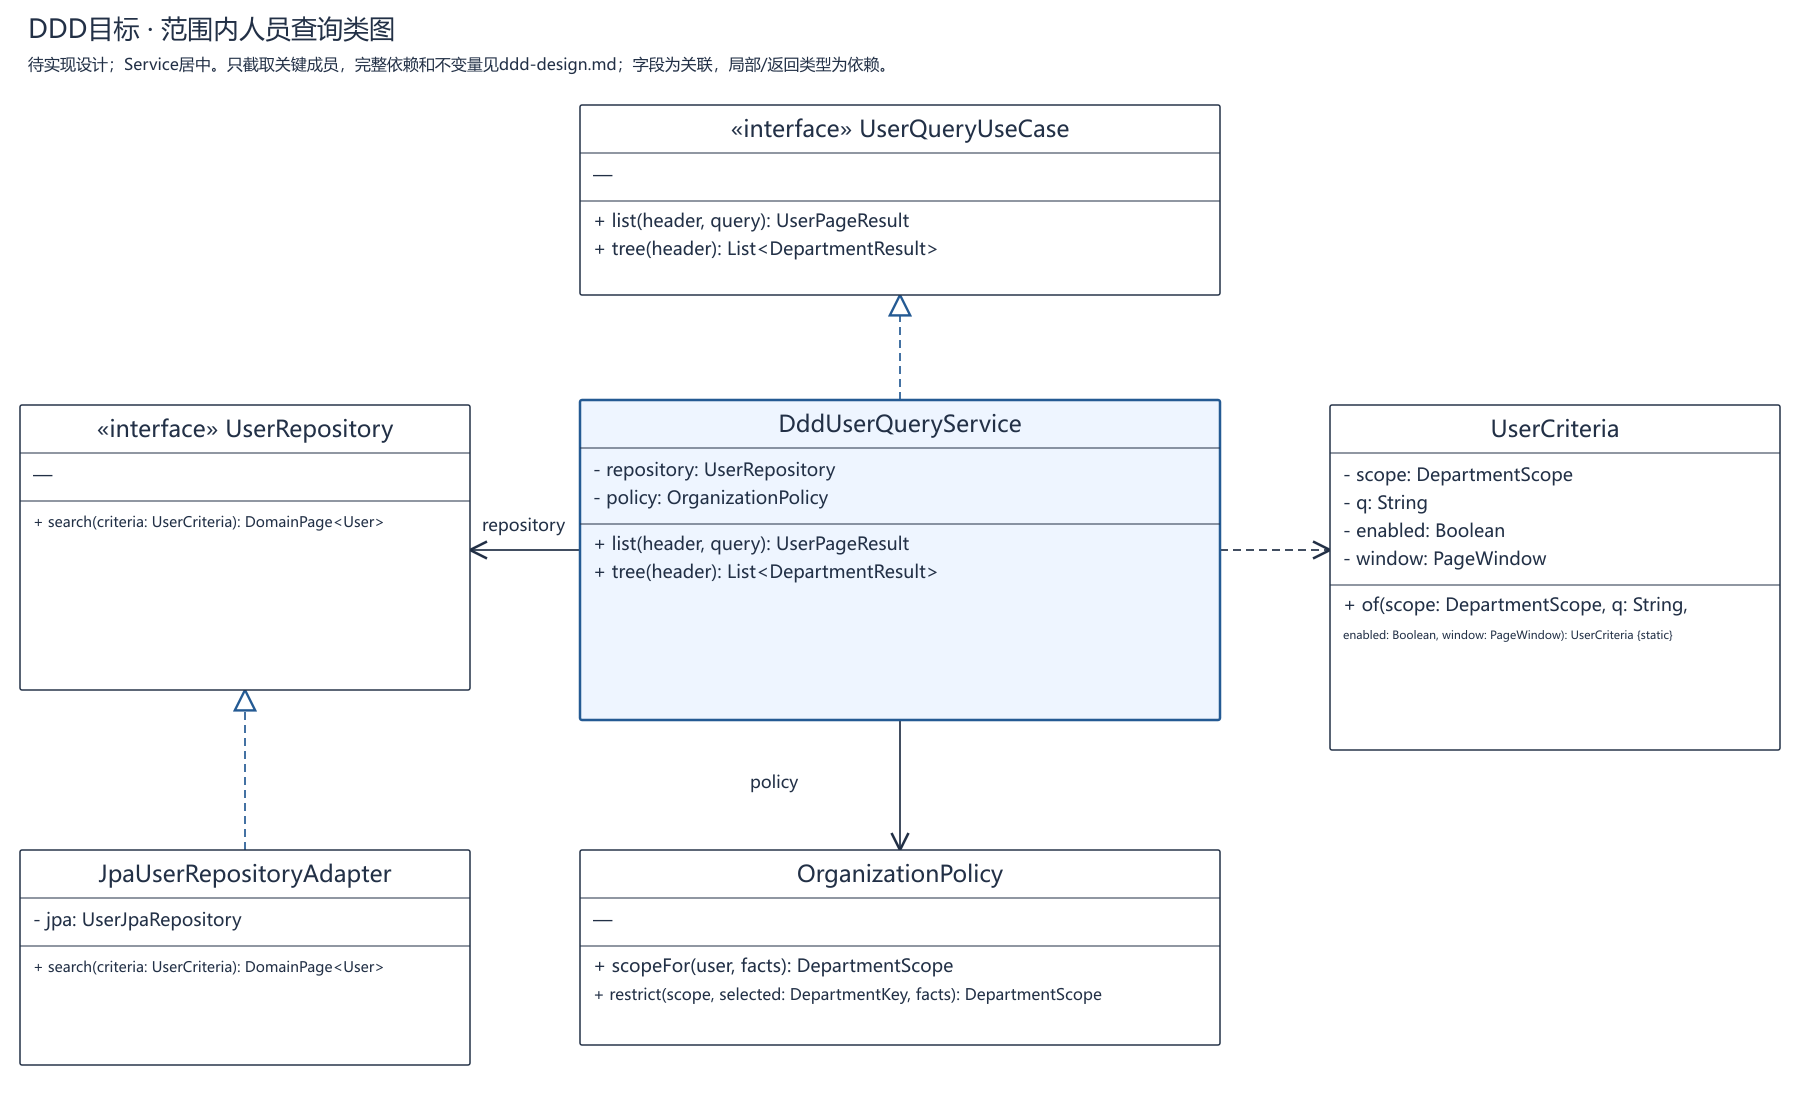 DDD目标 · 范围内人员查询类图
待实现设计；Service居中。只截取关键成员，完整依赖和不变量见ddd-design.md；字段为关联，局部/返回类型为依赖。
«interface» UserQueryUseCase
—
+ list(header, query): UserPageResult
+ tree(header): List<DepartmentResult>
«interface» UserRepository
—
+ search(criteria: UserCriteria): DomainPage<User>
repository
DddUserQueryService
- repository: UserRepository
- policy: OrganizationPolicy
+ list(header, query): UserPageResult
+ tree(header): List<DepartmentResult>
UserCriteria
- scope: DepartmentScope
- q: String
- enabled: Boolean
- window: PageWindow
+ of(scope: DepartmentScope, q: String,
enabled: Boolean, window: PageWindow): UserCriteria {static}
policy
JpaUserRepositoryAdapter
- jpa: UserJpaRepository
+ search(criteria: UserCriteria): DomainPage<User>
OrganizationPolicy
—
+ scopeFor(user, facts): DepartmentScope
+ restrict(scope, selected: DepartmentKey, facts): DepartmentScope